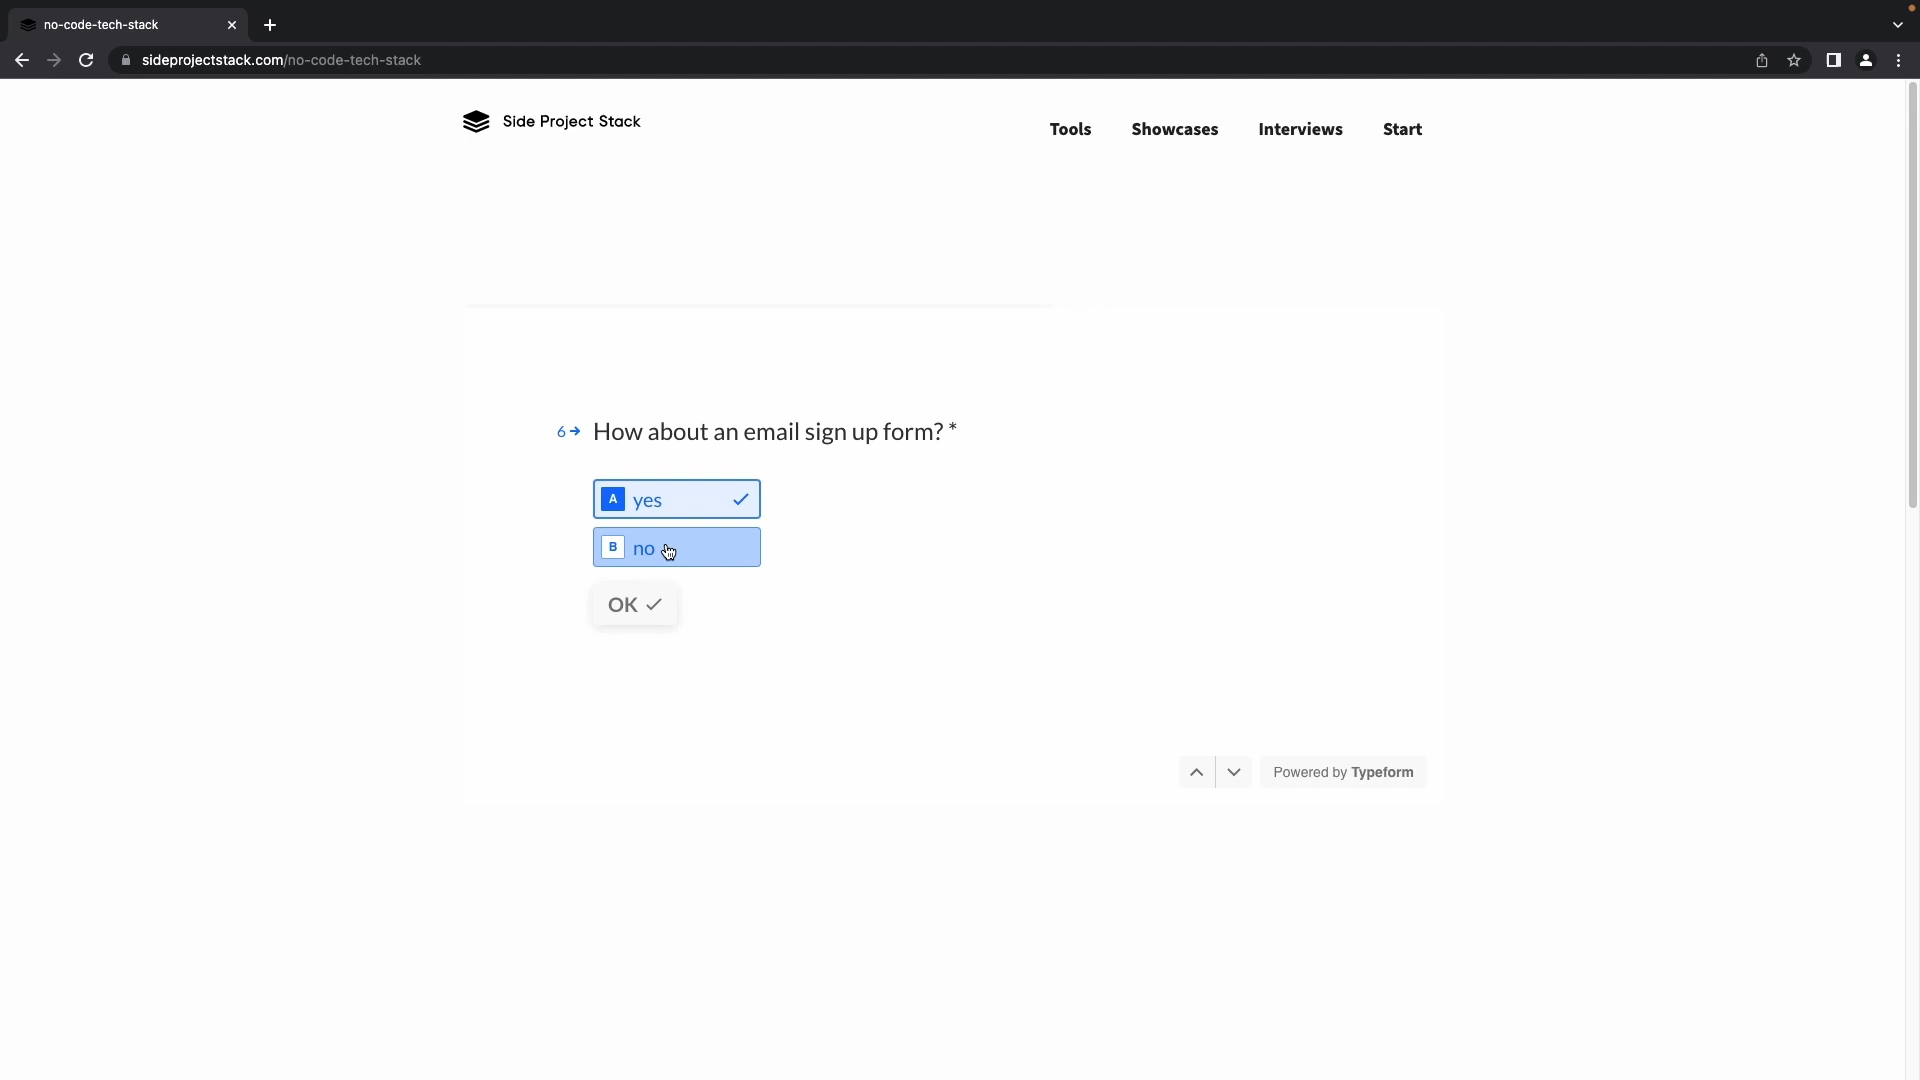 no-code-tech-stack
sideprojectstack.com/no-code-tech-stack
Side Project Stack
Tools
Showcases
Interviews
Start
6 How about an email sign up form? *
A yes
B no
OK
Powered by Typeform